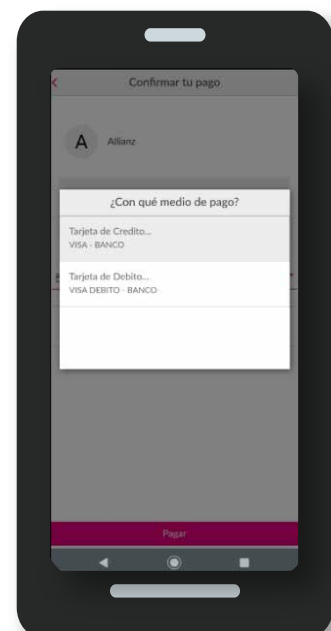 Confirmar tu pago
A
Allianz
¿Con qué medio de pago?
Tarjeta de Credito...
VISA - BANCO
Tarjeta de Debito...
VISA DEBITO - BANCO
Pagar